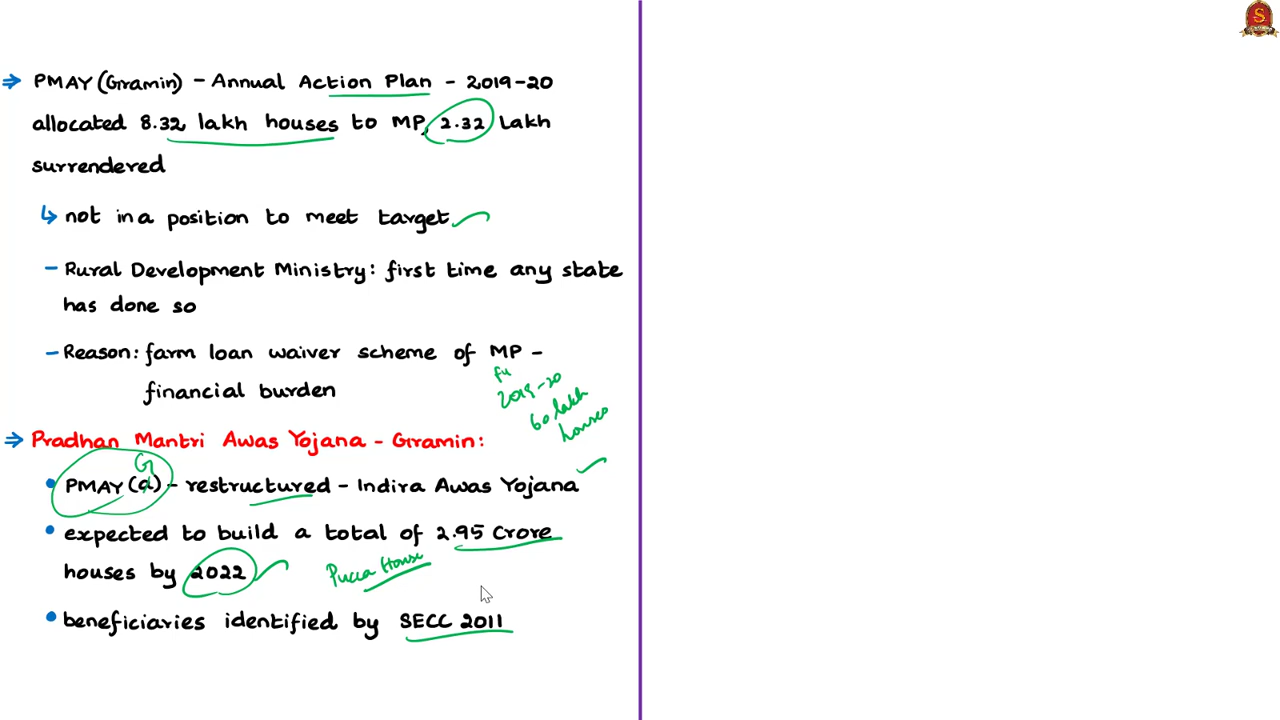 ⇒ PMAY (Gramin) - Annual Action Plan - 2019-20
allocated 8.32 lakh houses to MP, 2.32 Lakh
surrendered
↳ not in a position to meet target
- Rural Development Ministry: first time any state
has done so
- Reason: farm loan waiver scheme of MP -
financial burden
2019-20
60 lakh
houses
⇒ Pradhan Mantri Awas Yojana - Gramin:
G
• PMAY (a) - restructured - Indira Awas Yojana
• expected to build a total of 2.95 Crore
houses by 2022
Pucca House
• beneficiaries identified by SECC 2011